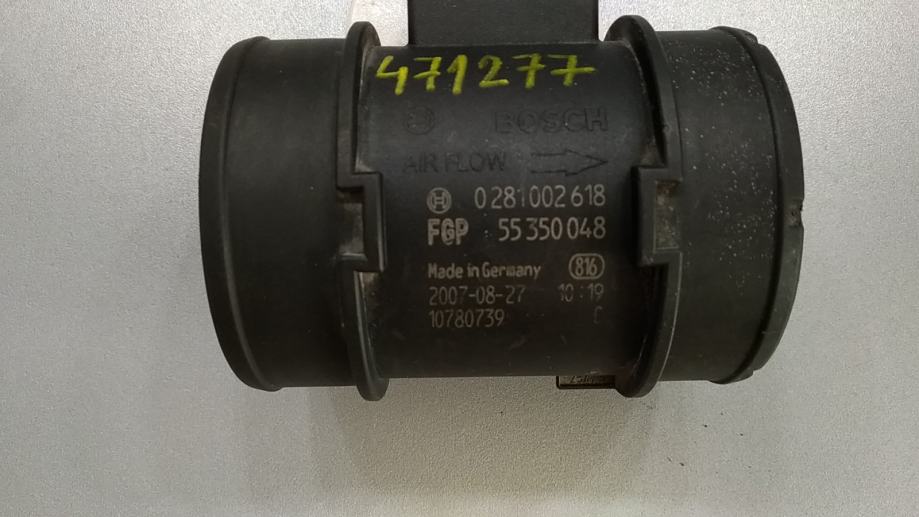 471277
BOSCH
AIR FLOW
0 281 002 618
FGP 55 350 048
Made in Germany 816
2007-08-27 10:19
10780739 C